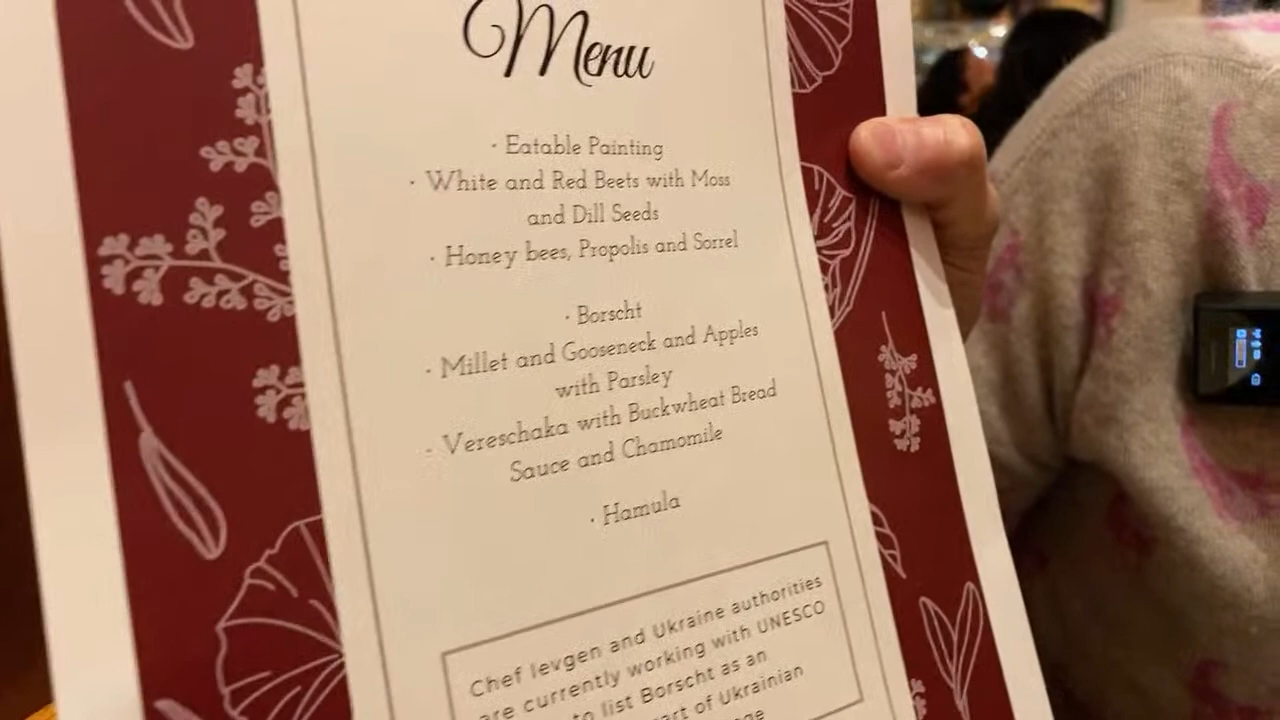 Menu
· Eatable Painting
· White and Red Beets with Moss
and Dill Seeds
· Honey bees, Propolis and Sorrel
· Borscht
· Millet and Gooseneck and Apples
with Parsley
· Vereschaka with Buckwheat Bread
Sauce and Chamomile
· Hamula
Chef Ievgen and Ukraine authorities
are currently working with UNESCO
to list Borscht as an
of Ukrainian